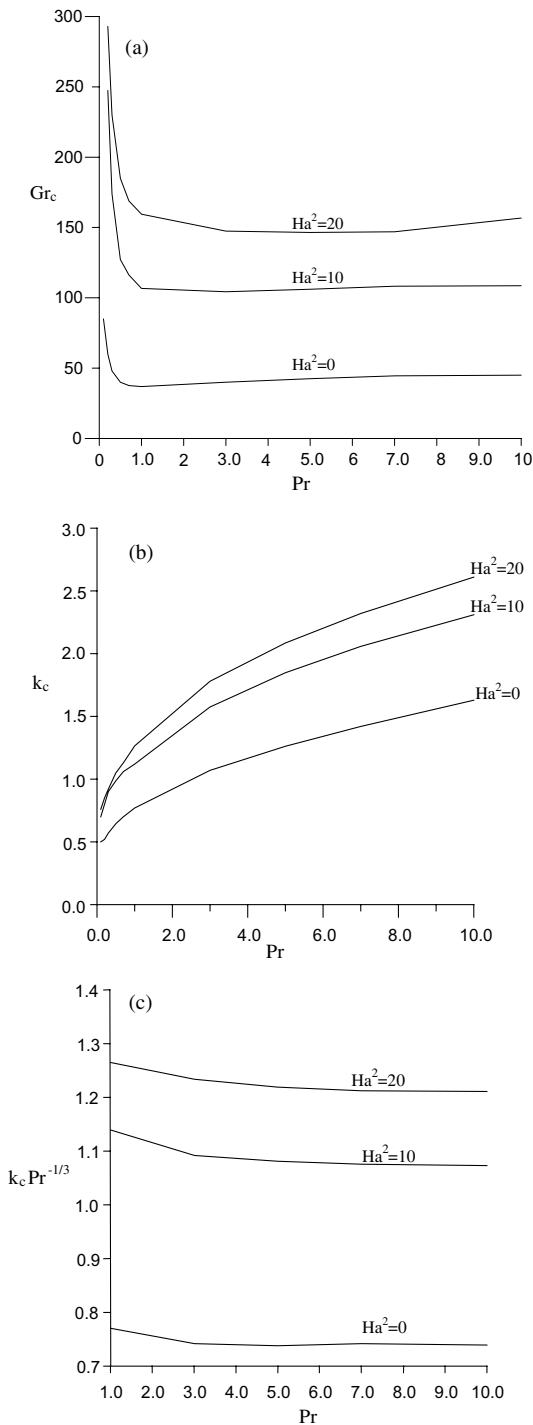 300
(a)
250
200
Gr_c
150
Ha^2=20
Ha^2=10
100
Ha^2=0
50
0
0 1.0 2 3.0 4 5.0 6 7.0 8 10
Pr
3.0
(b)
Ha^2=20
2.5
Ha^2=10
2.0
k_c
Ha^2=0
1.5
1.0
0.5
0.0
0.0 2.0 4.0 6.0 8.0 10.0
Pr
1.4
(c)
1.3
Ha^2=20
1.2
Ha^2=10
1.1
k_c Pr^-1/3
1.0
0.9
0.8
Ha^2=0
0.7
1.0 2.0 3.0 4.0 5.0 6.0 7.0 8.0 9.0 10.0
Pr